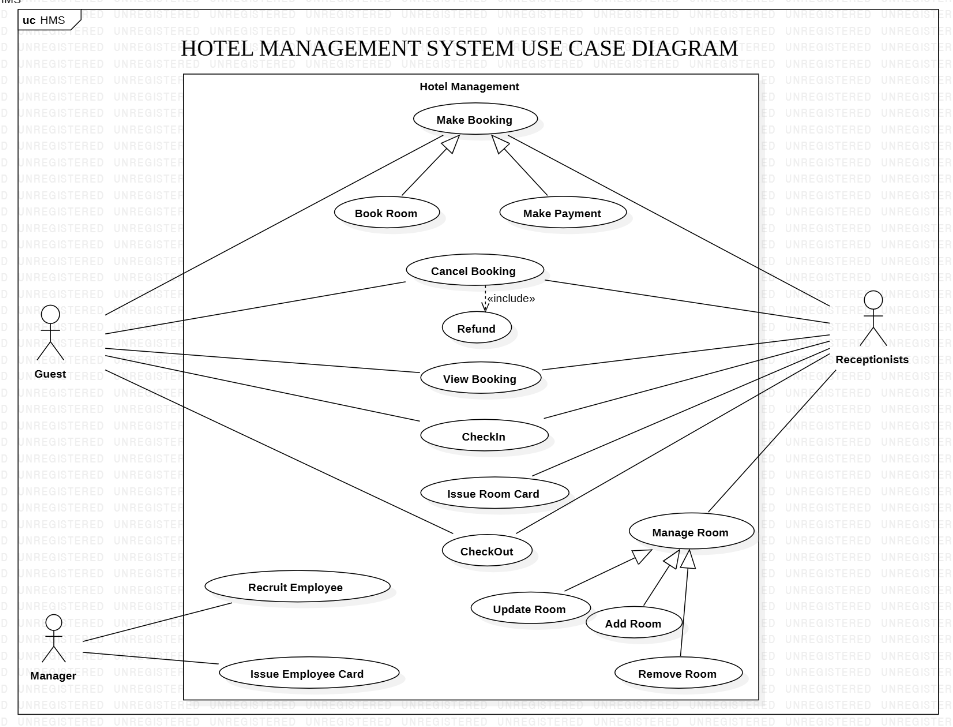 HMS
uc HMS
HOTEL MANAGEMENT SYSTEM USE CASE DIAGRAM
Hotel Management
Make Booking
Book Room
Make Payment
Cancel Booking
«include»
Refund
View Booking
CheckIn
Issue Room Card
CheckOut
Manage Room
Update Room
Add Room
Remove Room
Recruit Employee
Issue Employee Card
Guest
Receptionists
Manager
UNREGISTERED